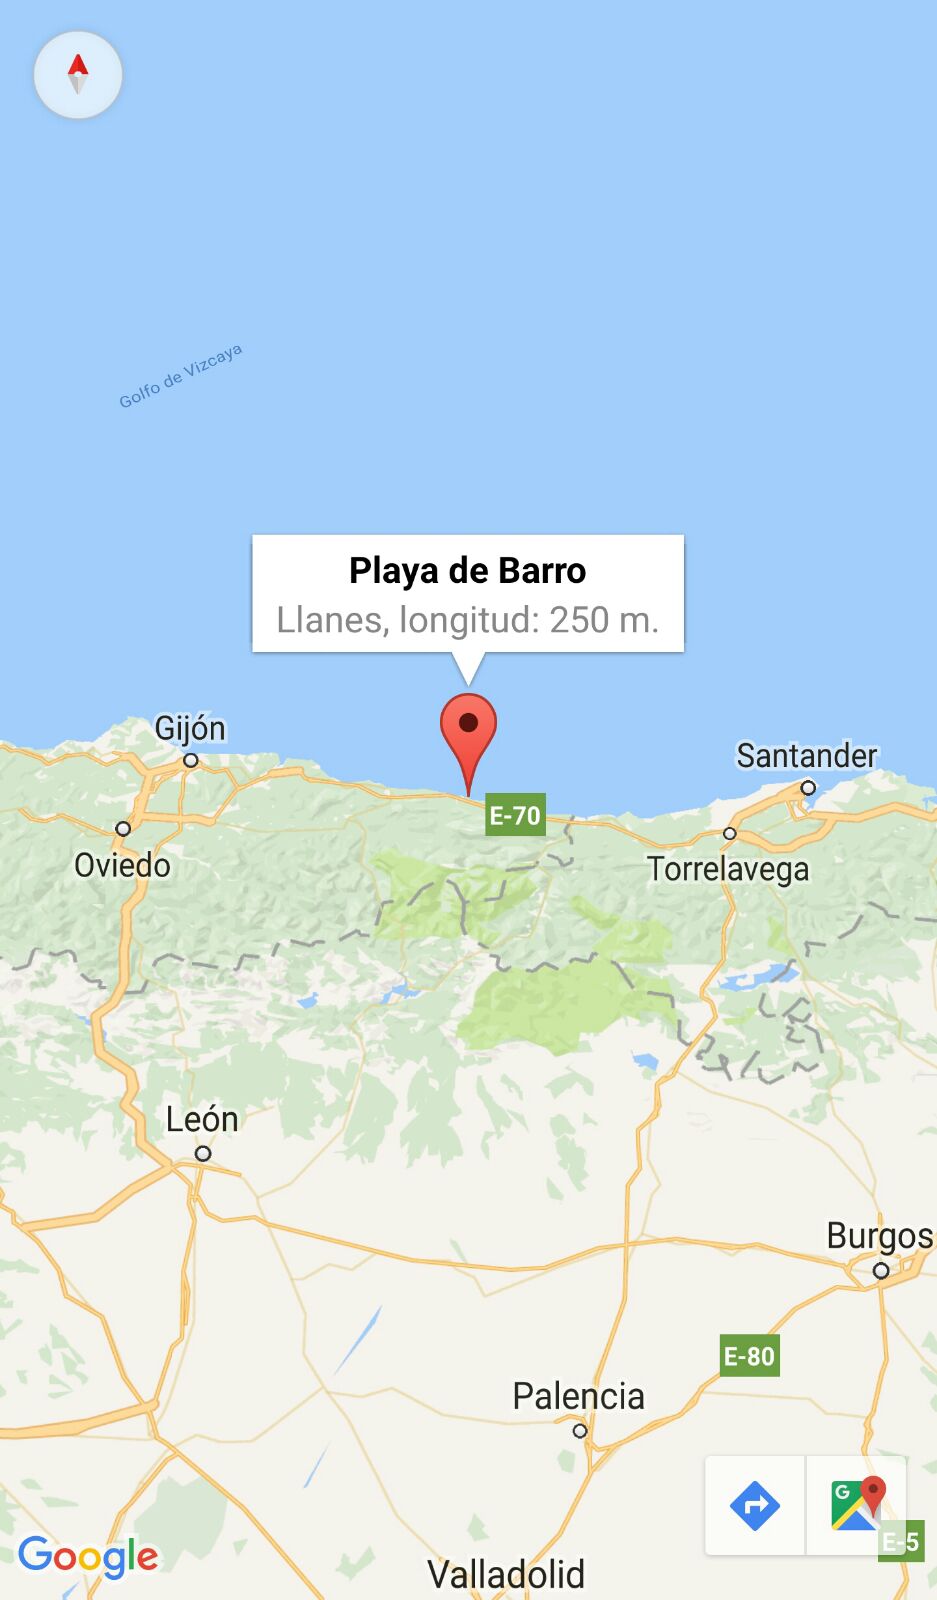 Golfo de Vizcaya
Playa de Barro
Llanes, longitud: 250 m.
Gijón
Santander
E-70
Oviedo
Torrelavega
León
Burgos
E-80
Palencia
G
E-5
Google
Valladolid